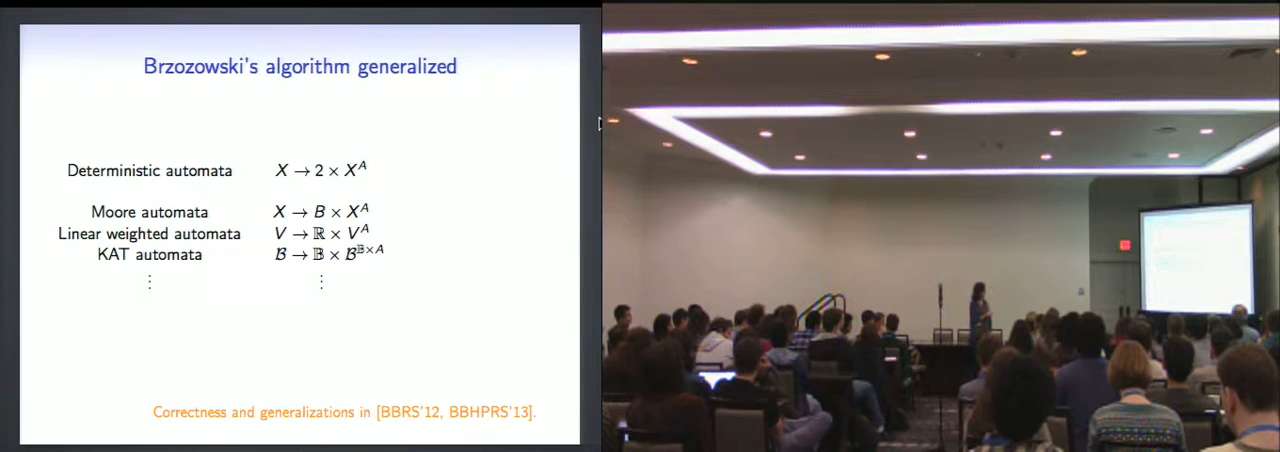 Brzozowski's algorithm generalized
Deterministic automata X → 2 × X^A
Moore automata X → B × X^A
Linear weighted automata V → ℝ × V^A
KAT automata ℬ → 𝔹 × ℬ^{𝔹×A}
⋮ ⋮
Correctness and generalizations in [BBRS'12, BBHPRS'13].